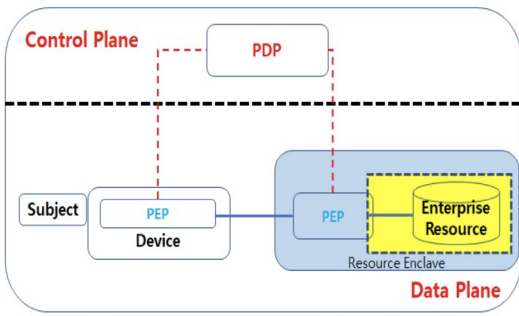 Control Plane
PDP
Subject
PEP
Device
PEP
Enterprise
Resource
Resource Enclave
Data Plane